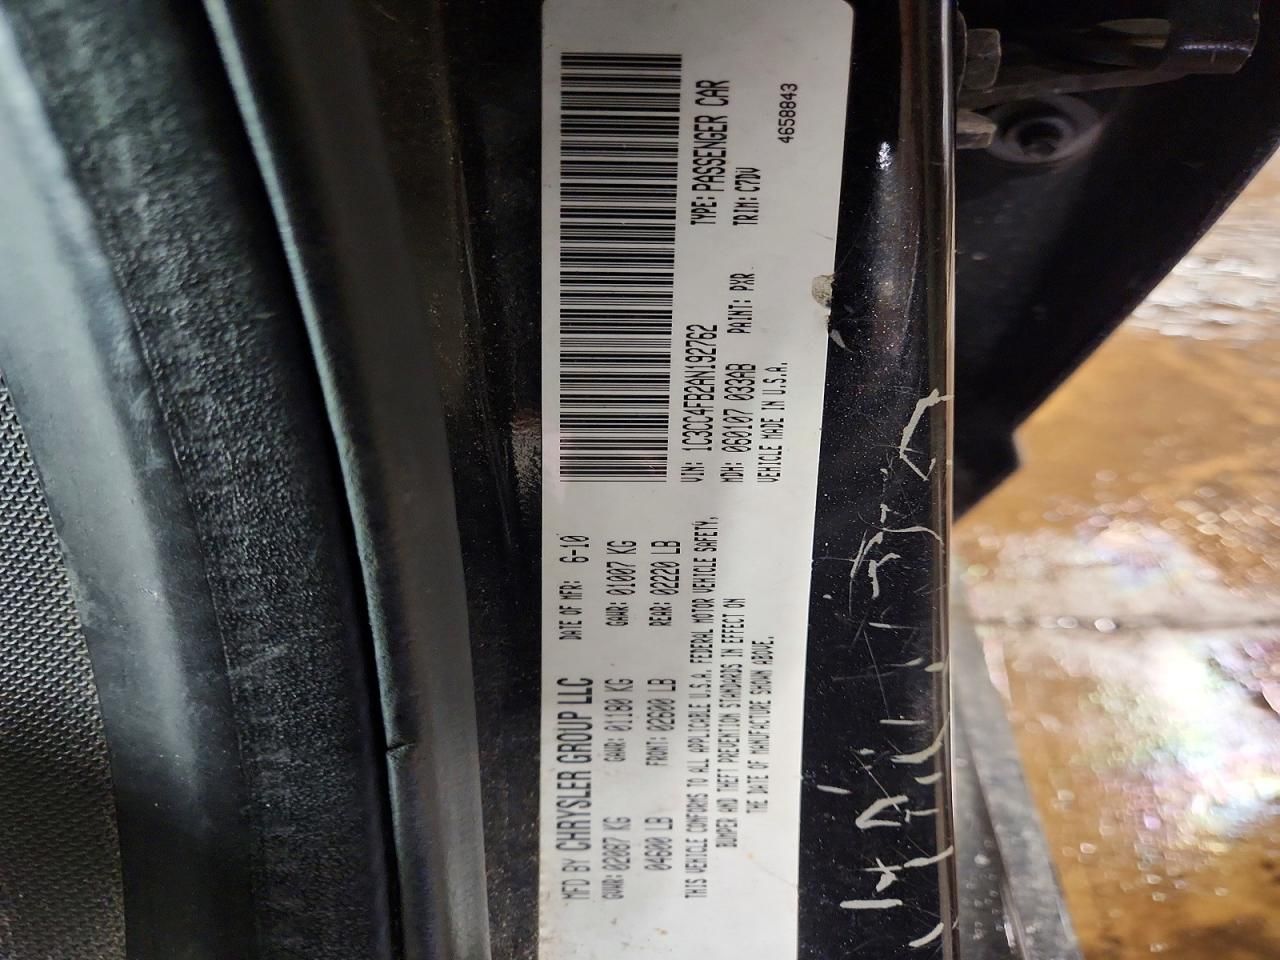 MFD BY CHRYSLER GROUP LLC DATE OF MFR: 6-10
GVWR: 02087 KG GAWR: 01180 KG GAWR: 01007 KG
04600 LB FRONT: 02600 LB REAR: 02220 LB
THIS VEHICLE CONFORMS TO ALL APPLICABLE U.S.A. FEDERAL MOTOR VEHICLE SAFETY,
BUMPER AND THEFT PREVENTION STANDARDS IN EFFECT ON
THE DATE OF MANUFACTURE SHOWN ABOVE.
VIN: 1C3CC4FB2AN192762 TYPE: PASSENGER CAR
MDH: 060107 033AB PAINT: PXR TRIM: C7DV
VEHICLE MADE IN U.S.A.
4658843